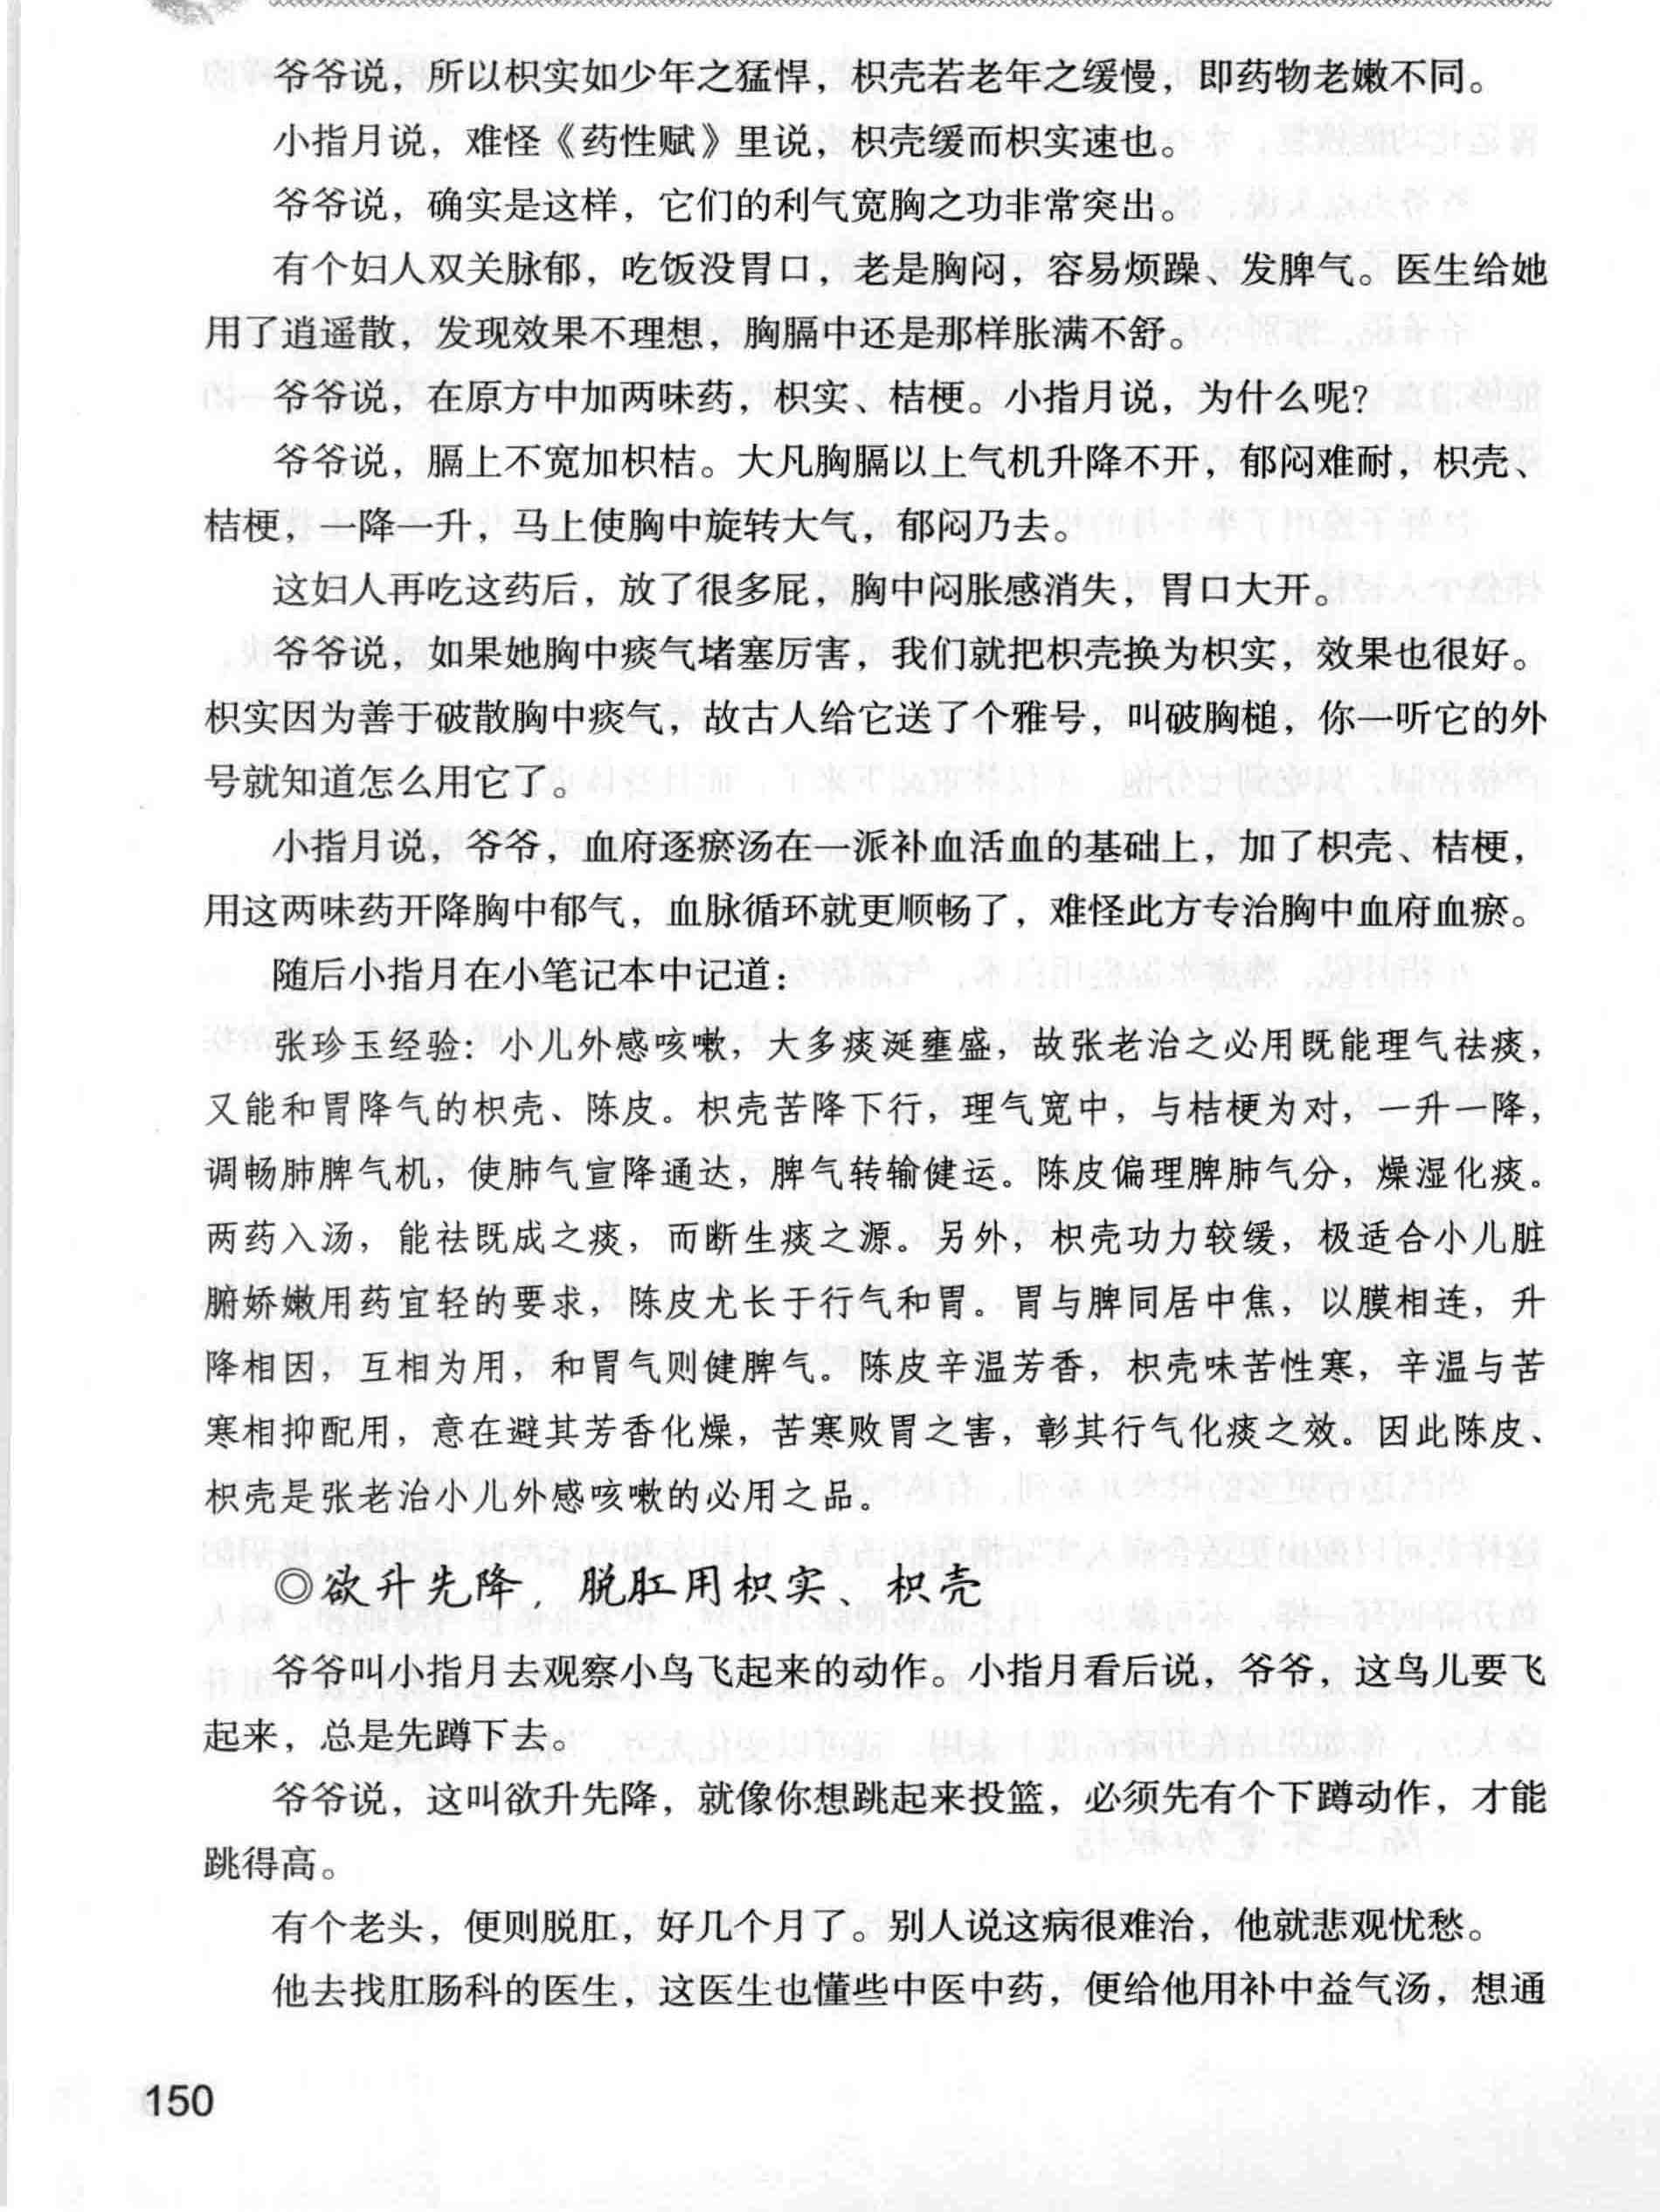 爷爷说，所以枳实如少年之猛悍，枳壳若老年之缓慢，即药物老嫩不同。
小指月说，难怪《药性赋》里说，枳壳缓而枳实速也。
爷爷说，确实是这样，它们的利气宽胸之功非常突出。
有个妇人双关脉郁，吃饭没胃口，老是胸闷，容易烦躁、发脾气。医生给她
用了逍遥散，发现效果不理想，胸膈中还是那样胀满不舒。
爷爷说，在原方中加两味药，枳实、桔梗。小指月说，为什么呢？
爷爷说，膈上不宽加枳桔。大凡胸膈以上气机升降不开，郁闷难耐，枳壳、
桔梗，一降一升，马上使胸中旋转大气，郁闷乃去。
这妇人再吃这药后，放了很多屁，胸中闷胀感消失，胃口大开。
爷爷说，如果她胸中痰气堵塞厉害，我们就把枳壳换为枳实，效果也很好。
枳实因为善于破散胸中痰气，故古人给它送了个雅号，叫破胸槌，你一听它的外
号就知道怎么用它了。
小指月说，爷爷，血府逐瘀汤在一派补血活血的基础上，加了枳壳、桔梗，
用这两味药开降胸中郁气，血脉循环就更顺畅了，难怪此方专治胸中血府血瘀。
随后小指月在小笔记本中记道：
张珍玉经验：小儿外感咳嗽，大多痰涎壅盛，故张老治之必用既能理气祛痰，
又能和胃降气的枳壳、陈皮。枳壳苦降下行，理气宽中，与桔梗为对，一升一降，
调畅肺脾气机，使肺气宣降通达，脾气转输健运。陈皮偏理脾肺气分，燥湿化痰。
两药入汤，能祛既成之痰，而断生痰之源。另外，枳壳功力较缓，极适合小儿脏
腑娇嫩用药宜轻的要求，陈皮尤长于行气和胃。胃与脾同居中焦，以膜相连，升
降相因，互相为用，和胃气则健脾气。陈皮辛温芳香，枳壳味苦性寒，辛温与苦
寒相抑配用，意在避其芳香化燥，苦寒败胃之害，彰其行气化痰之效。因此陈皮、
枳壳是张老治小儿外感咳嗽的必用之品。
◎欲升先降，脱肛用枳实、枳壳
爷爷叫小指月去观察小鸟飞起来的动作。小指月看后说，爷爷，这鸟儿要飞
起来，总是先蹲下去。
爷爷说，这叫欲升先降，就像你想跳起来投篮，必须先有个下蹲动作，才能
跳得高。
有个老头，便则脱肛，好几个月了。别人说这病很难治，他就悲观忧愁。
他去找肛肠科的医生，这医生也懂些中医中药，便给他用补中益气汤，想通
150